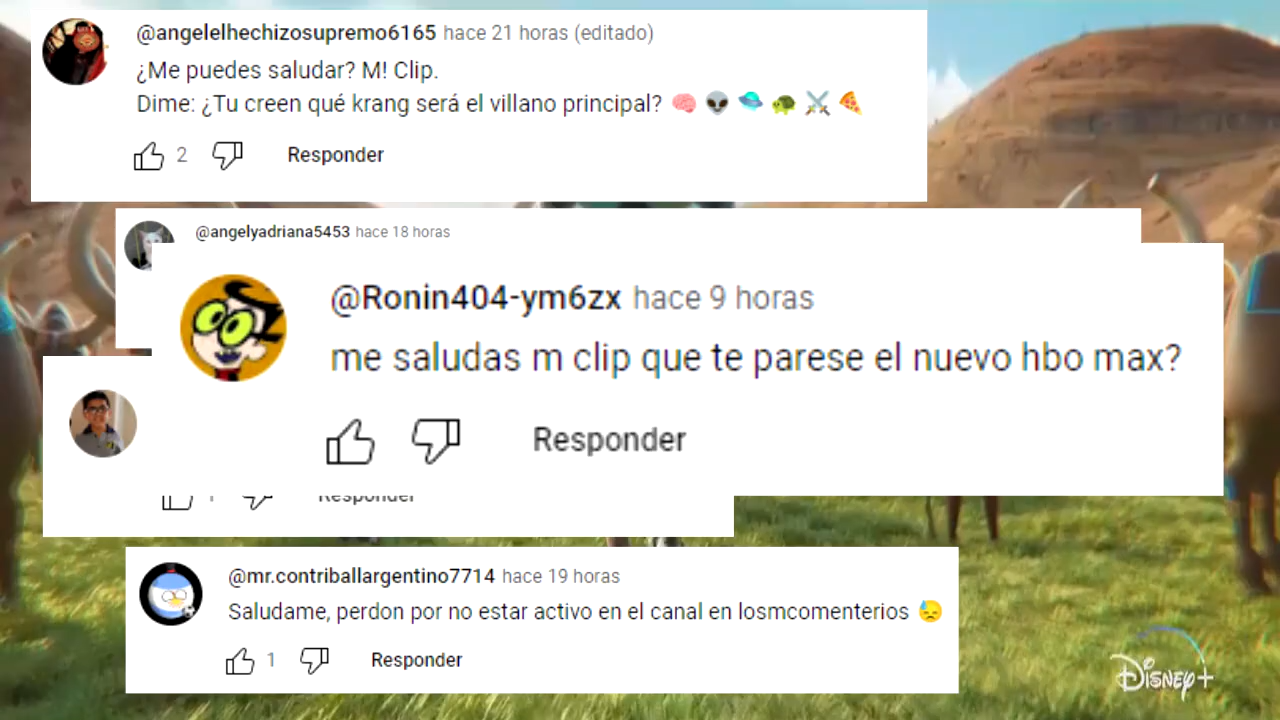 @angelelhechizosupremo6165 hace 21 horas (editado)
¿Me puedes saludar? M! Clip.
Dime: ¿Tu creen qué krang será el villano principal? 🧠 👽 🛸 🐢 ⚔️ 🍕
2 Responder
@angelyadriana5453 hace 18 horas
@Ronin404-ym6zx hace 9 horas
me saludas m clip que te parese el nuevo hbo max?
Responder
Responder
@mr.contriballargentino7714 hace 19 horas
Saludame, perdon por no estar activo en el canal en losmcomenterios 😓
1 Responder
Disney+